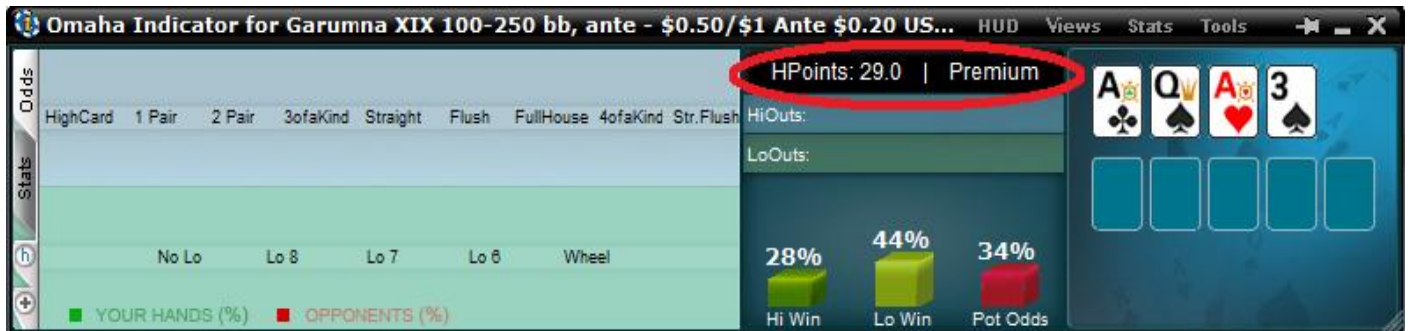 Omaha Indicator for Garumna XIX 100-250 bb, ante - $0.50/$1 Ante $0.20 US... HUD Views Stats Tools
Odds
Stats
HPoints: 29.0 | Premium
HighCard 1 Pair 2 Pair 3ofaKind Straight Flush FullHouse 4ofaKind Str.Flush
HiOuts:
LoOuts:
A Q A 3
No Lo Lo 8 Lo 7 Lo 6 Wheel
h
28% 44% 34%
Hi Win Lo Win Pot Odds
YOUR HANDS (%) OPPONENTS (%)